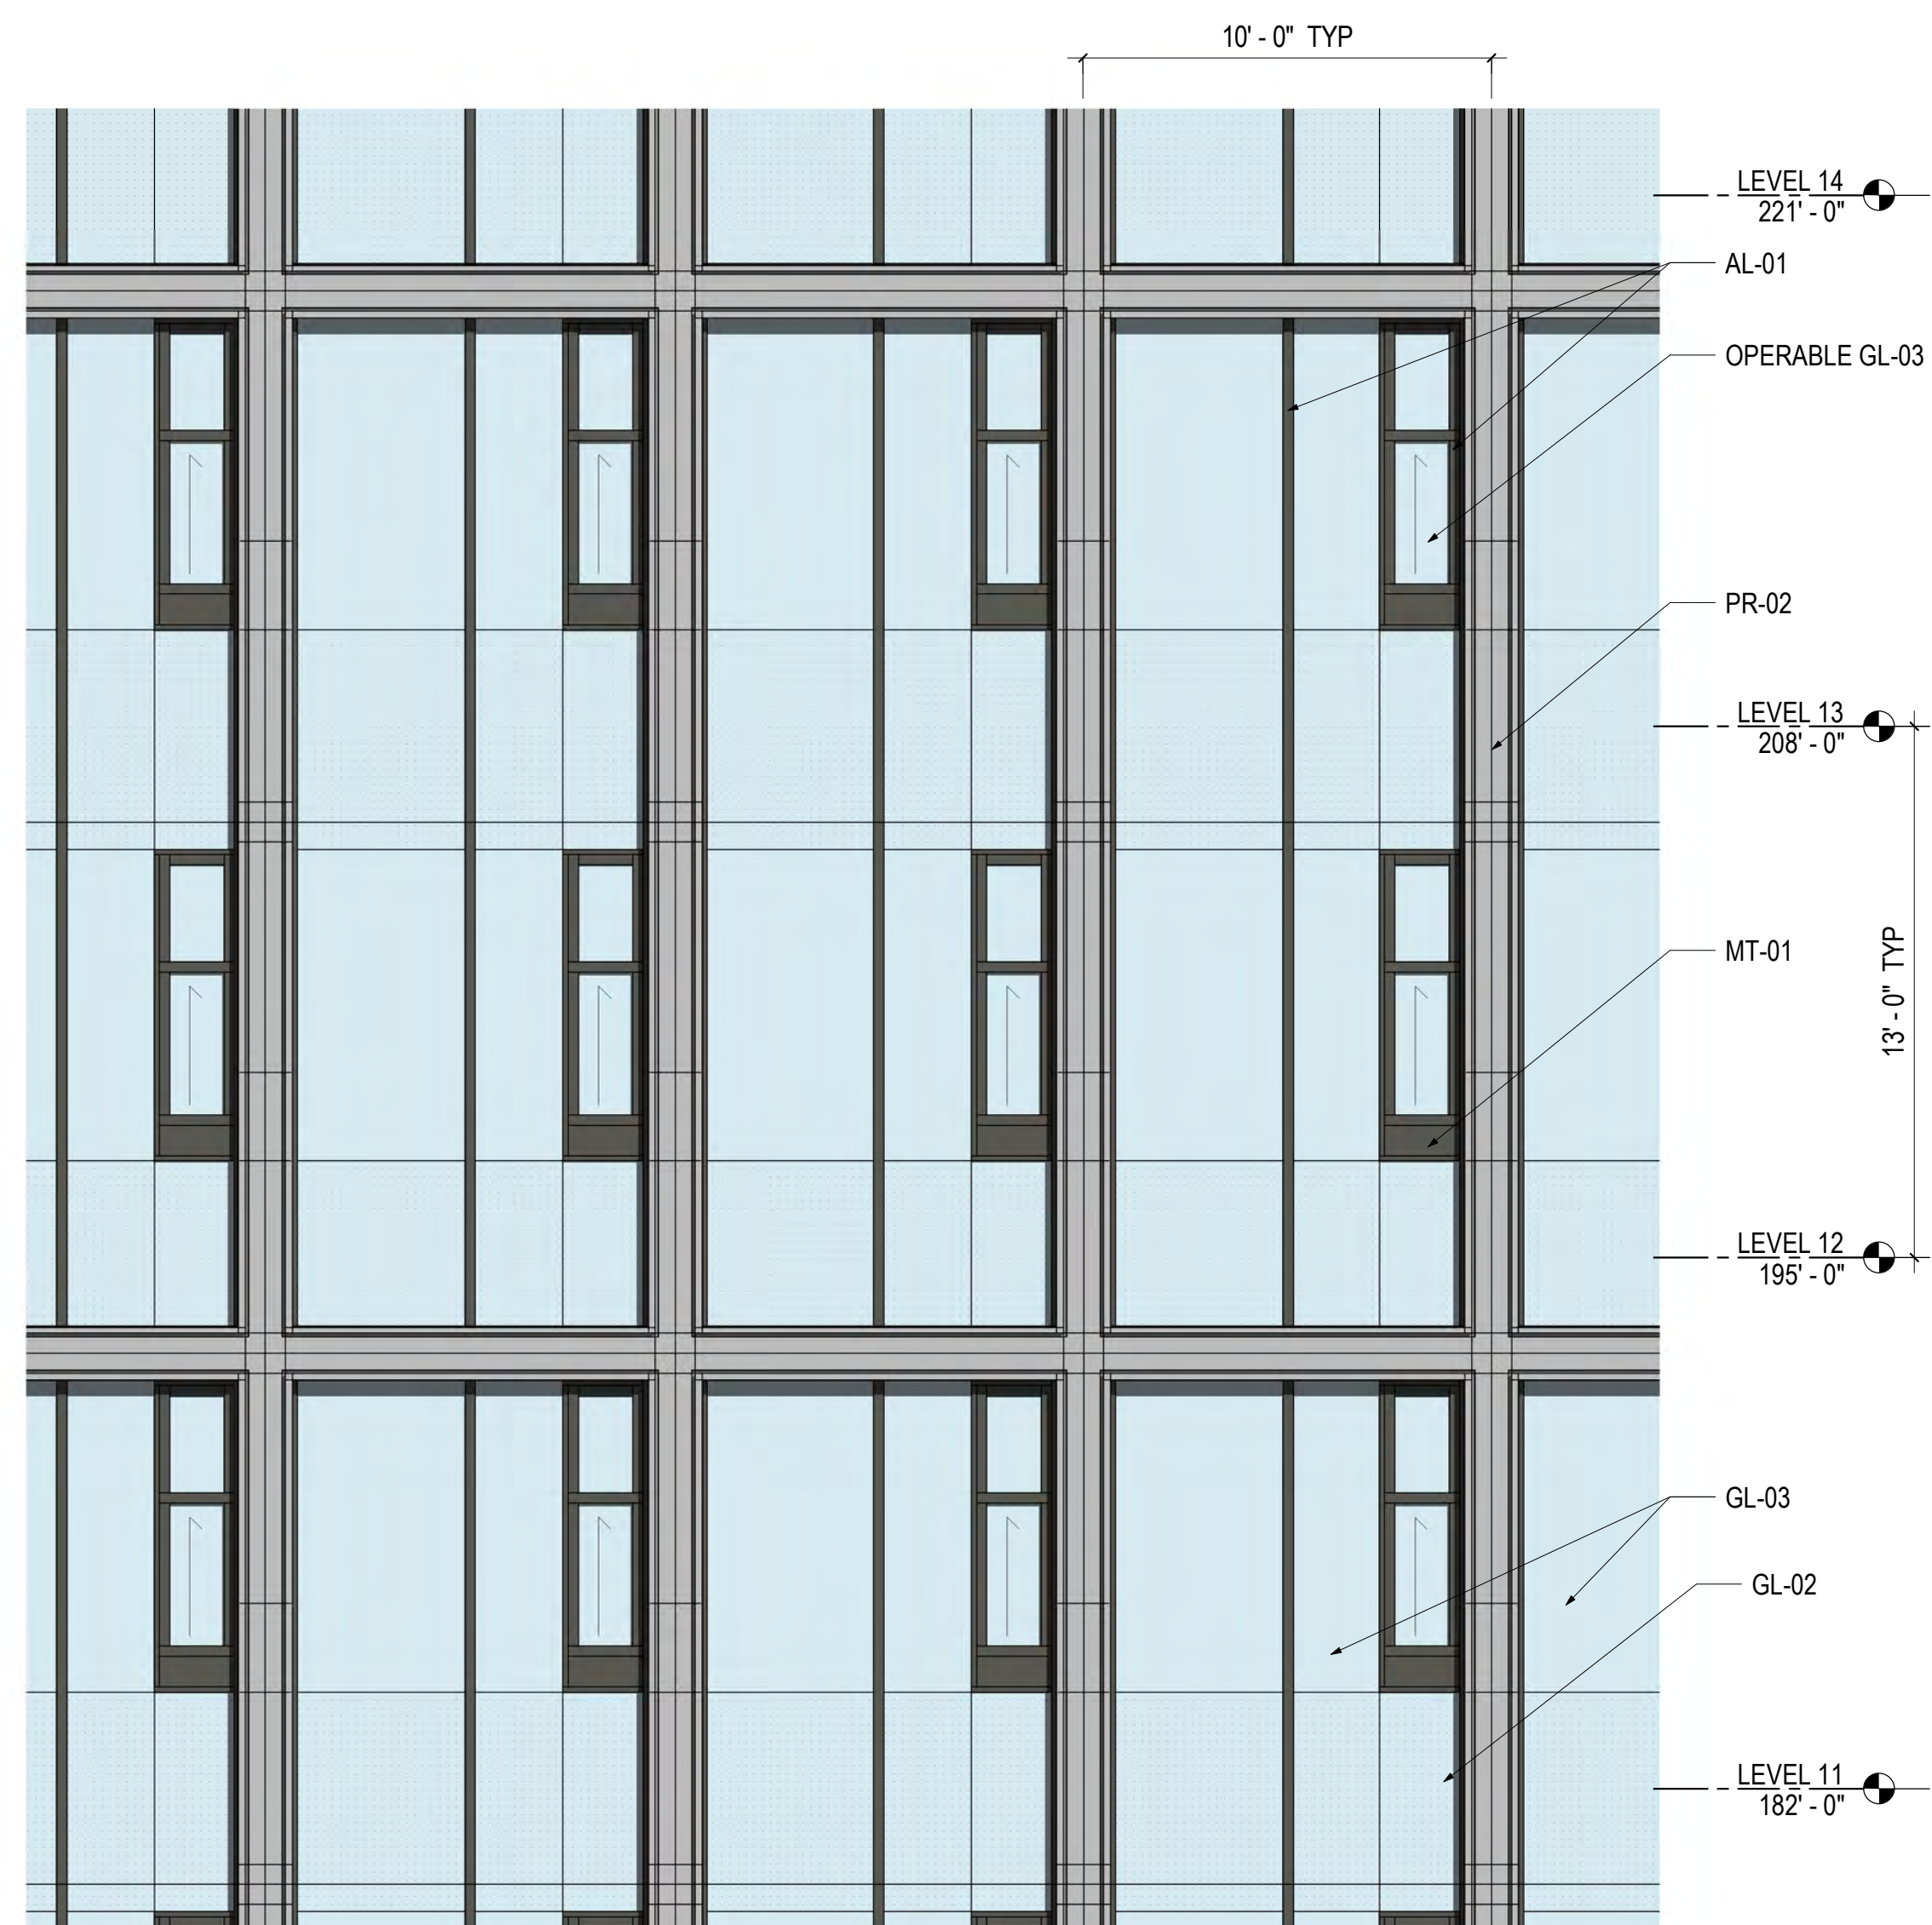 10' - 0" TYP
LEVEL 14
221' - 0"
AL-01
OPERABLE GL-03
PR-02
LEVEL 13
208' - 0"
MT-01
13' - 0" TYP
LEVEL 12
195' - 0"
GL-03
GL-02
LEVEL 11
182' - 0"